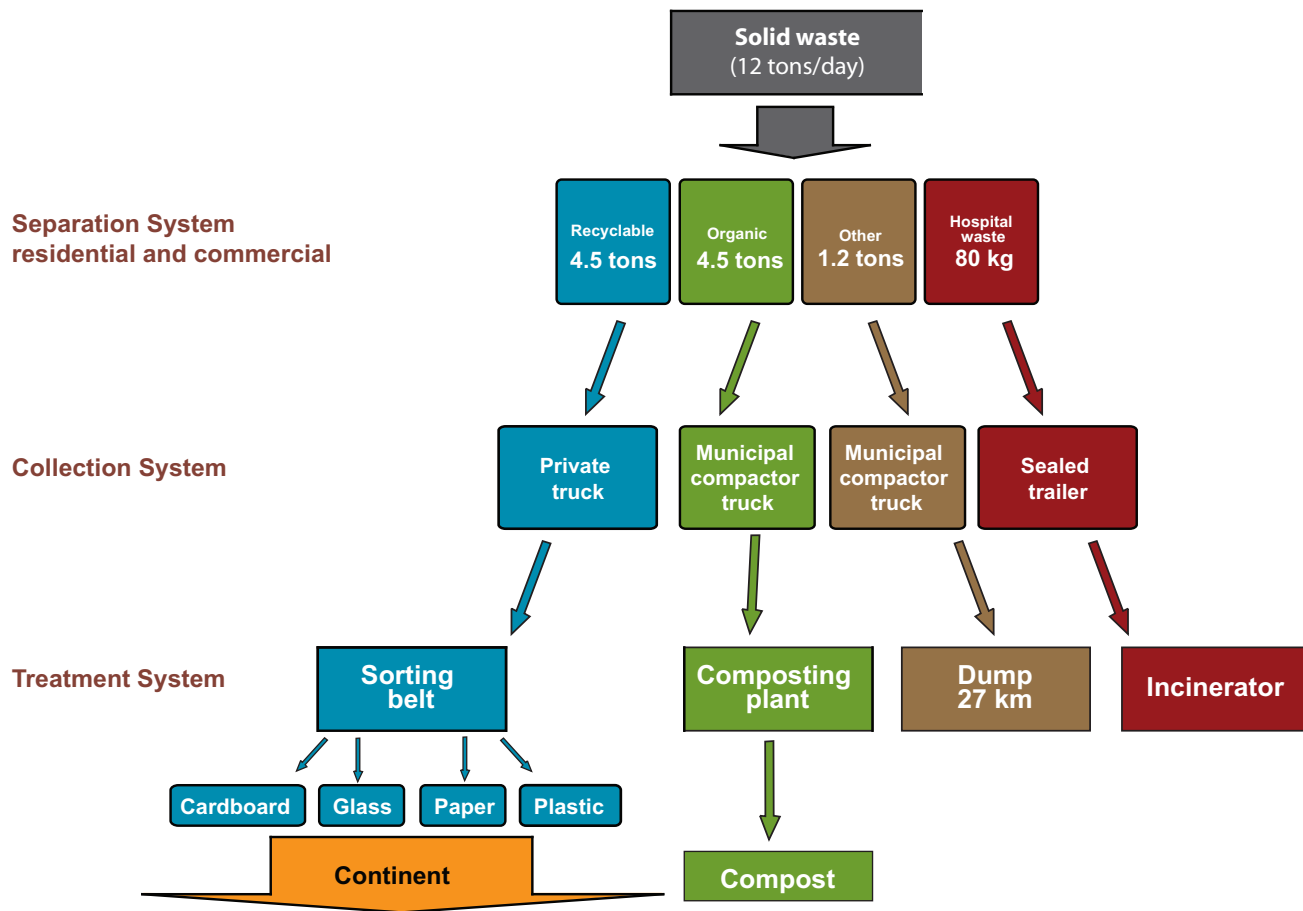 Solid waste
(12 tons/day)
Separation System
residential and commercial
Recyclable
4.5 tons
Organic
4.5 tons
Other
1.2 tons
Hospital
waste
80 kg
Collection System
Private
truck
Municipal
compactor
truck
Municipal
compactor
truck
Sealed
trailer
Treatment System
Sorting
belt
Composting
plant
Dump
27 km
Incinerator
Cardboard
Glass
Paper
Plastic
Continent
Compost